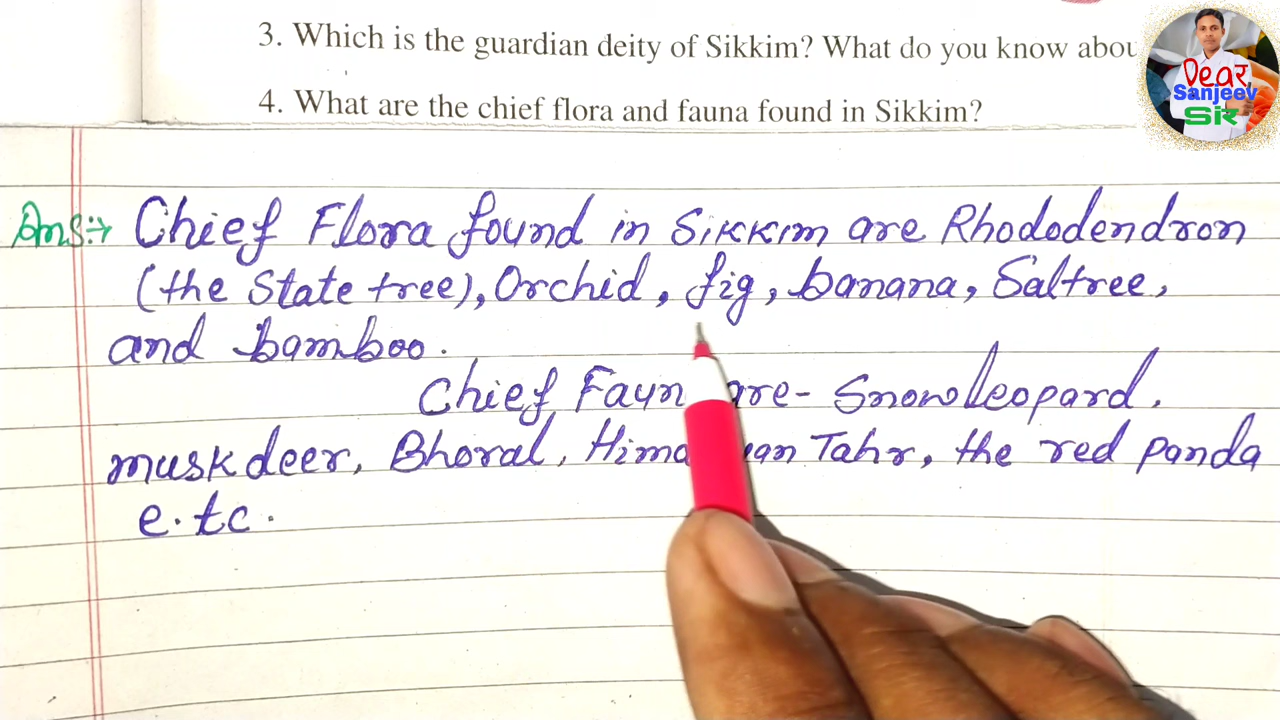 3. Which is the guardian deity of Sikkim? What do you know abou
4. What are the chief flora and fauna found in Sikkim?
Dear
Sanjeev
SiR
Ans:→ Chief Flora found in Sikkim are Rhododendron
(the State tree), Orchid, fig, banana, Saltree,
and bamboo.
Chief Faun are- Snowleopard.
muskdeer, Bhoral, Himalayan Tahr, the red panda
e.tc.